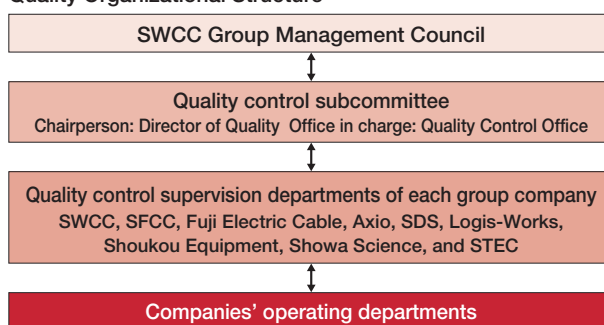 Quality Organizational Structure
SWCC Group Management Council
Quality control subcommittee
Chairperson: Director of Quality Office in charge: Quality Control Office
Quality control supervision departments of each group company
SWCC, SFCC, Fuji Electric Cable, Axio, SDS, Logis-Works,
Shoukou Equipment, Showa Science, and STEC
Companies’ operating departments